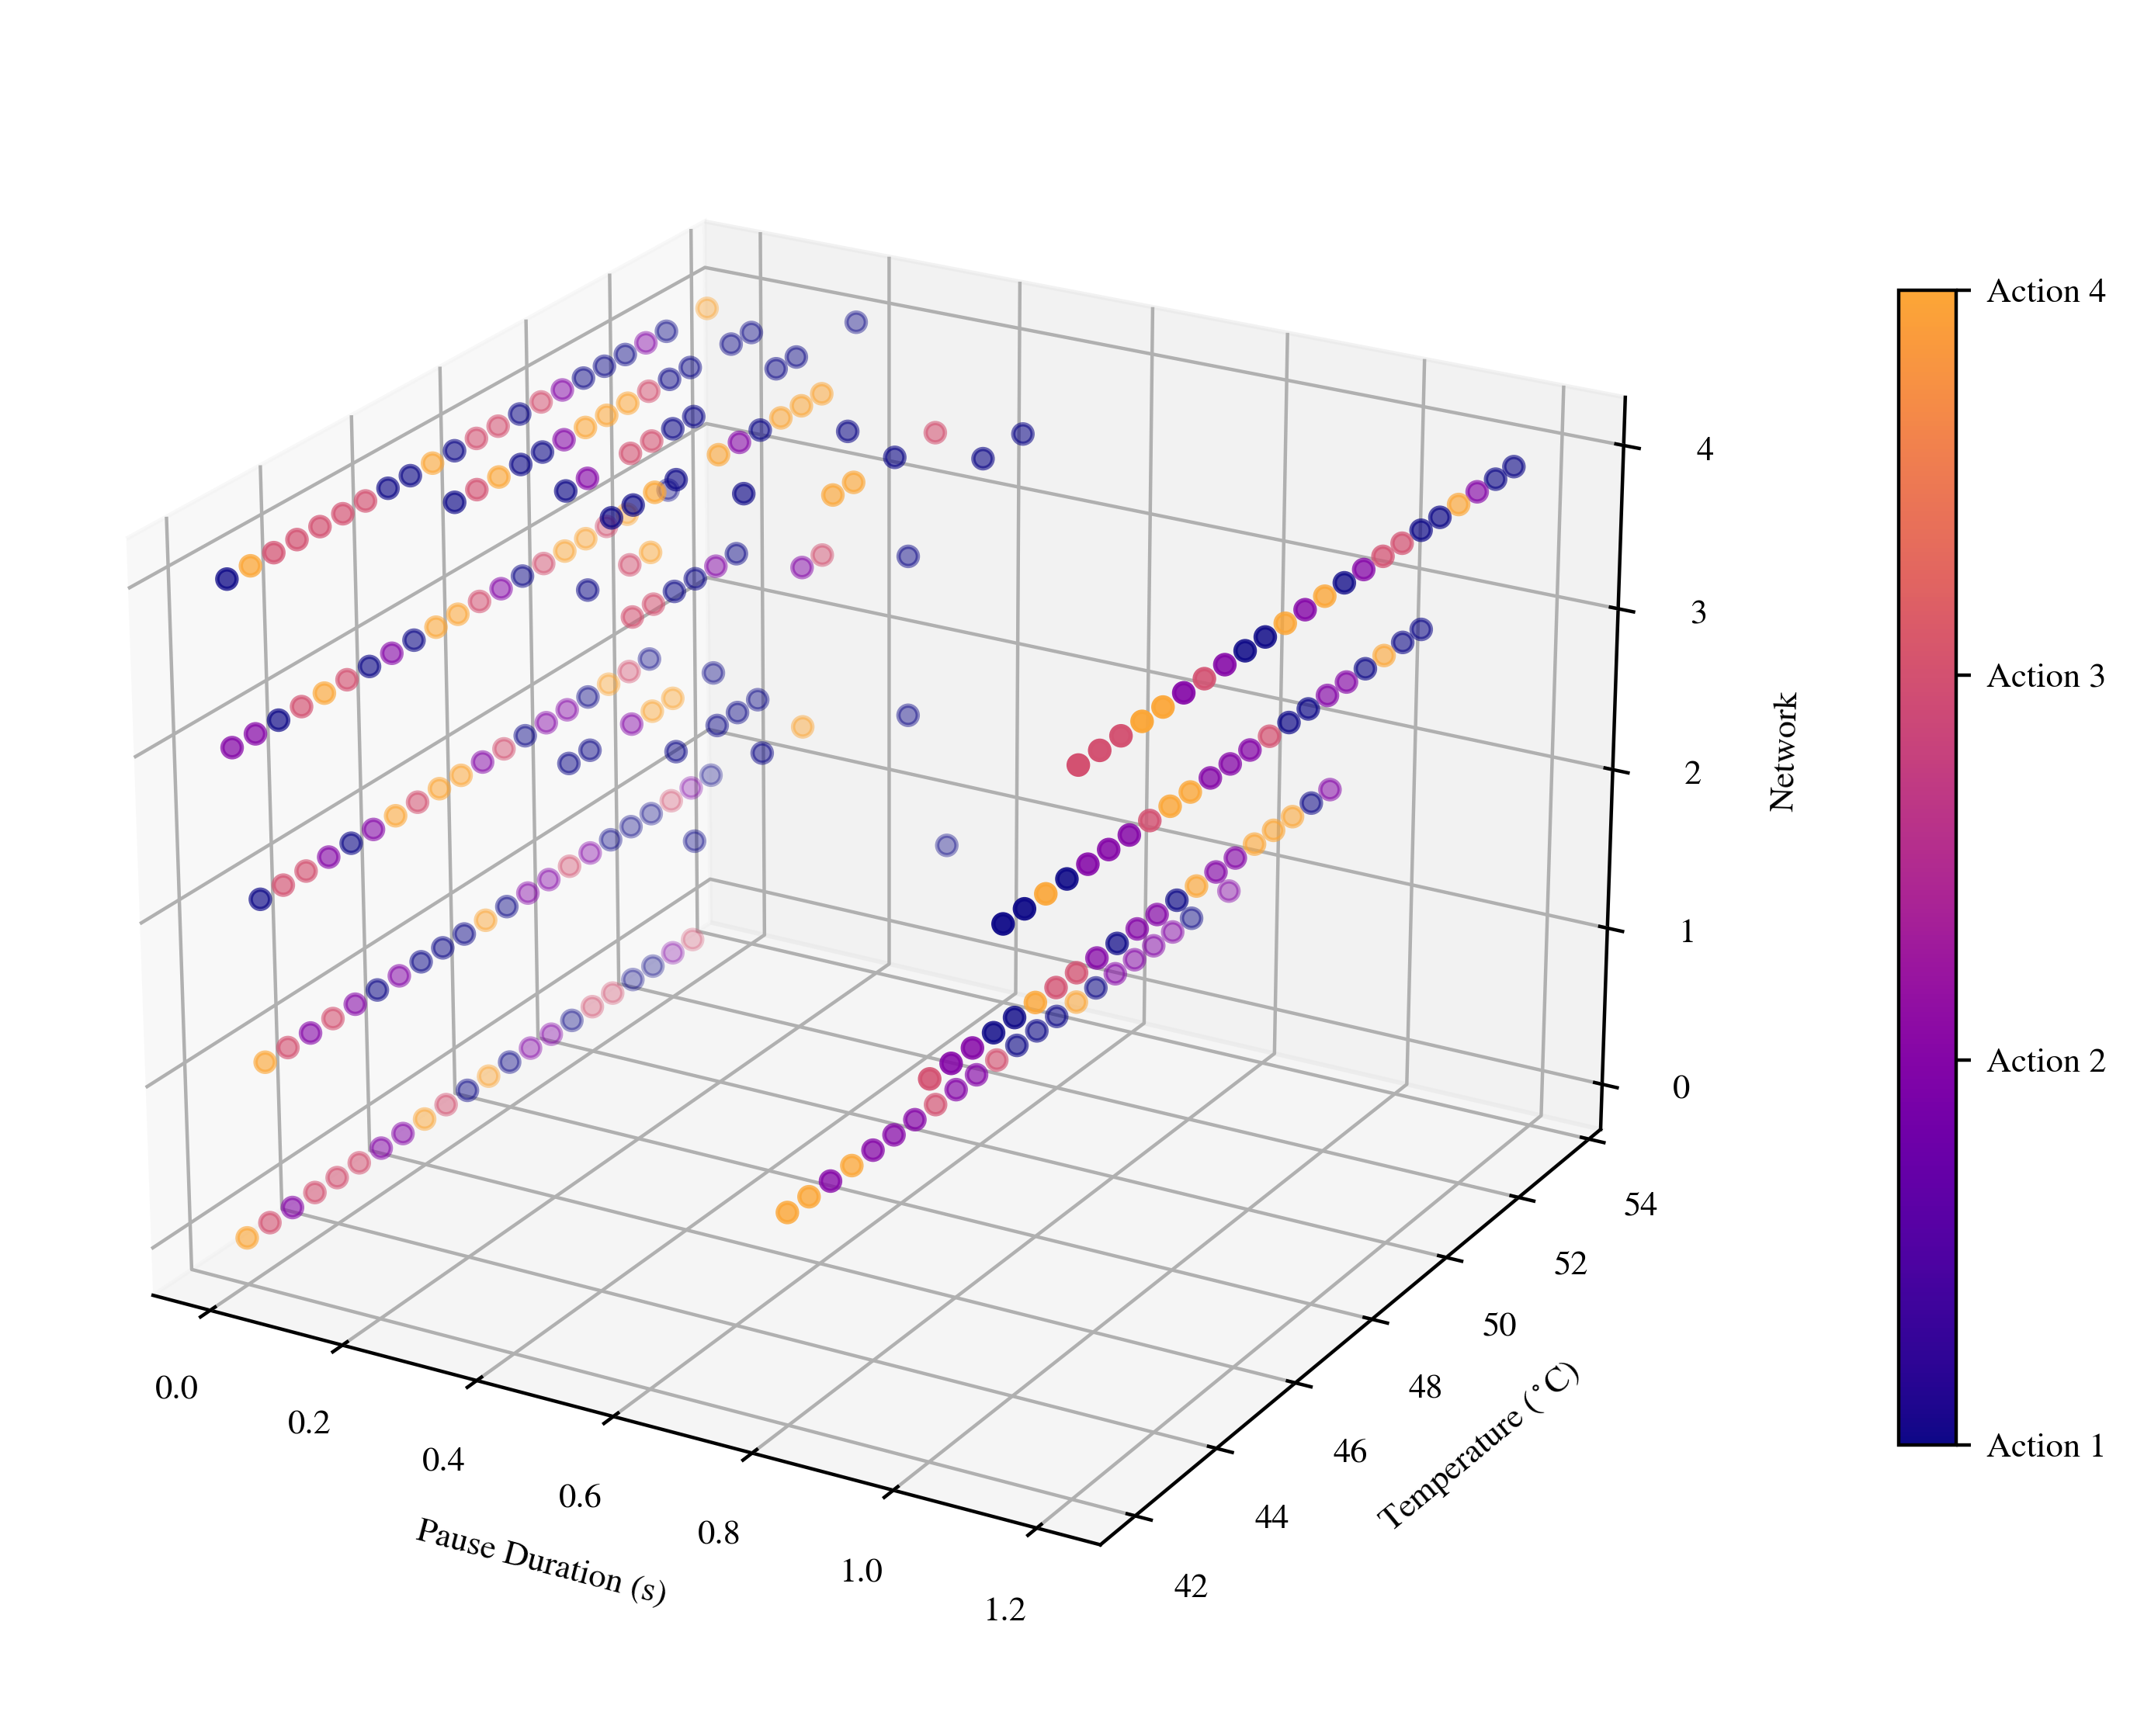 Action 4
Action 3
Action 2
Action 1
4
3
2
1
0
Network
54
52
50
48
46
44
42
Temperature (°C)
0.0
0.2
0.4
0.6
0.8
1.0
1.2
Pause Duration (s)